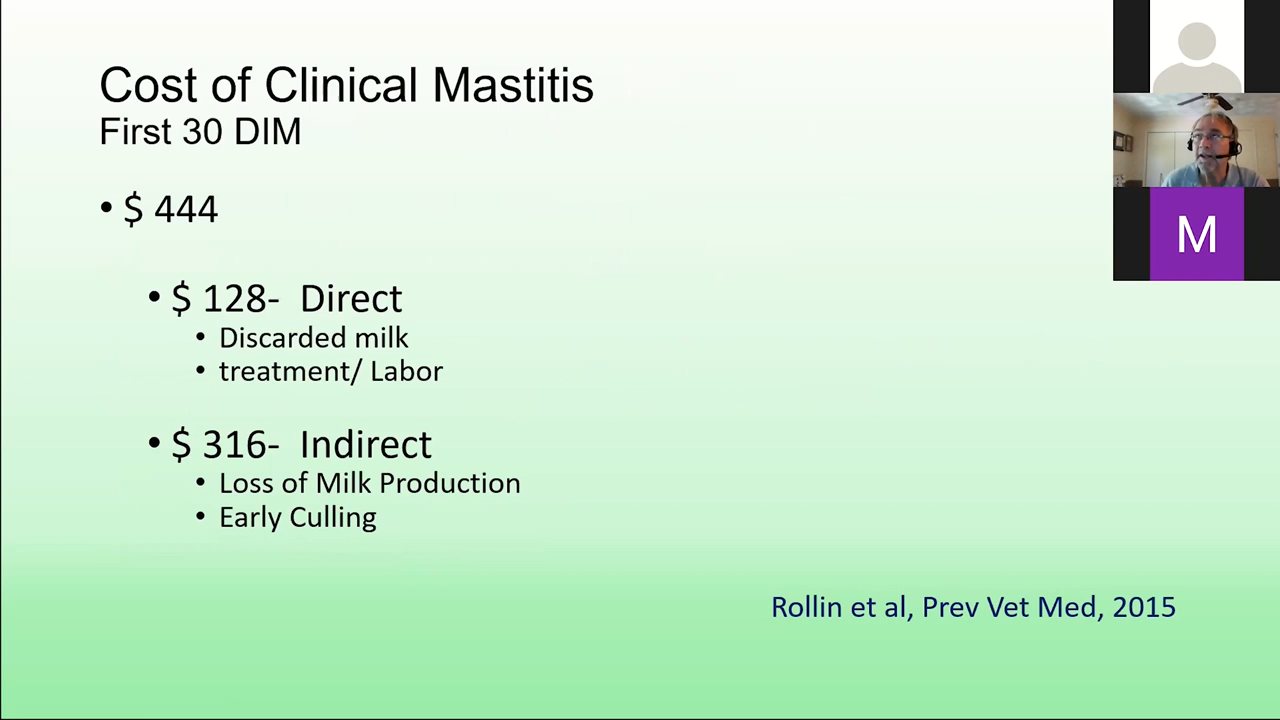 Cost of Clinical Mastitis
First 30 DIM
• $ 444
• $ 128- Direct
• Discarded milk
• treatment/ Labor
• $ 316- Indirect
• Loss of Milk Production
• Early Culling
Rollin et al, Prev Vet Med, 2015
M